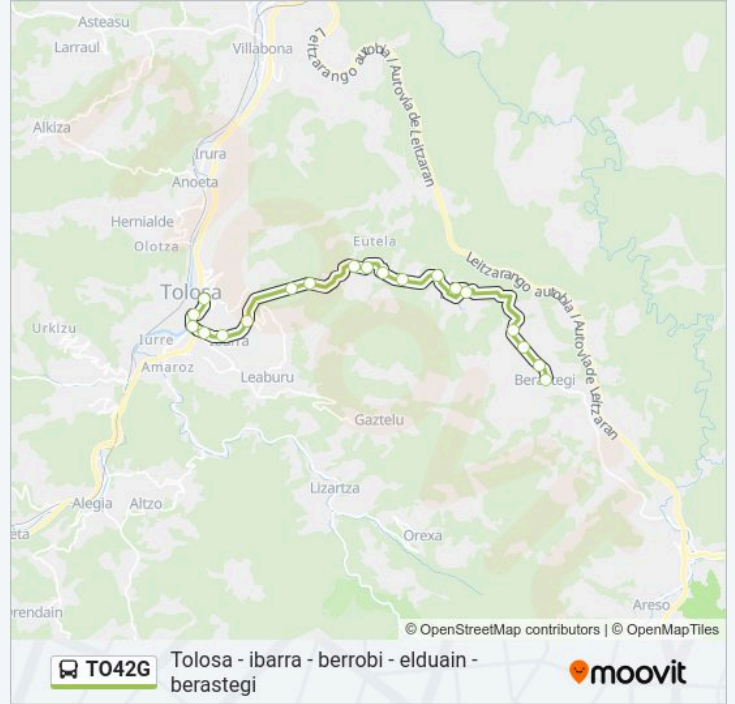 Asteasu
Larraul
Villabona
Leitzarango autobia / Autovía de Leitzaran
Alkiza
Irura
Anoeta
Hernialde
Olotza
Eutela
Leitzarango autobia / Autovía de Leitzaran
Tolosa
Urkizu
Iurre
Ibarra
Amaroz
Leaburu
Berastegi
Gaztelu
Lizartza
Alegia
Altzo
Orexa
Areso
© OpenStreetMap contributors | © OpenMapTiles
TO42G
Tolosa - ibarra - berrobi - elduain -
berastegi
moovit